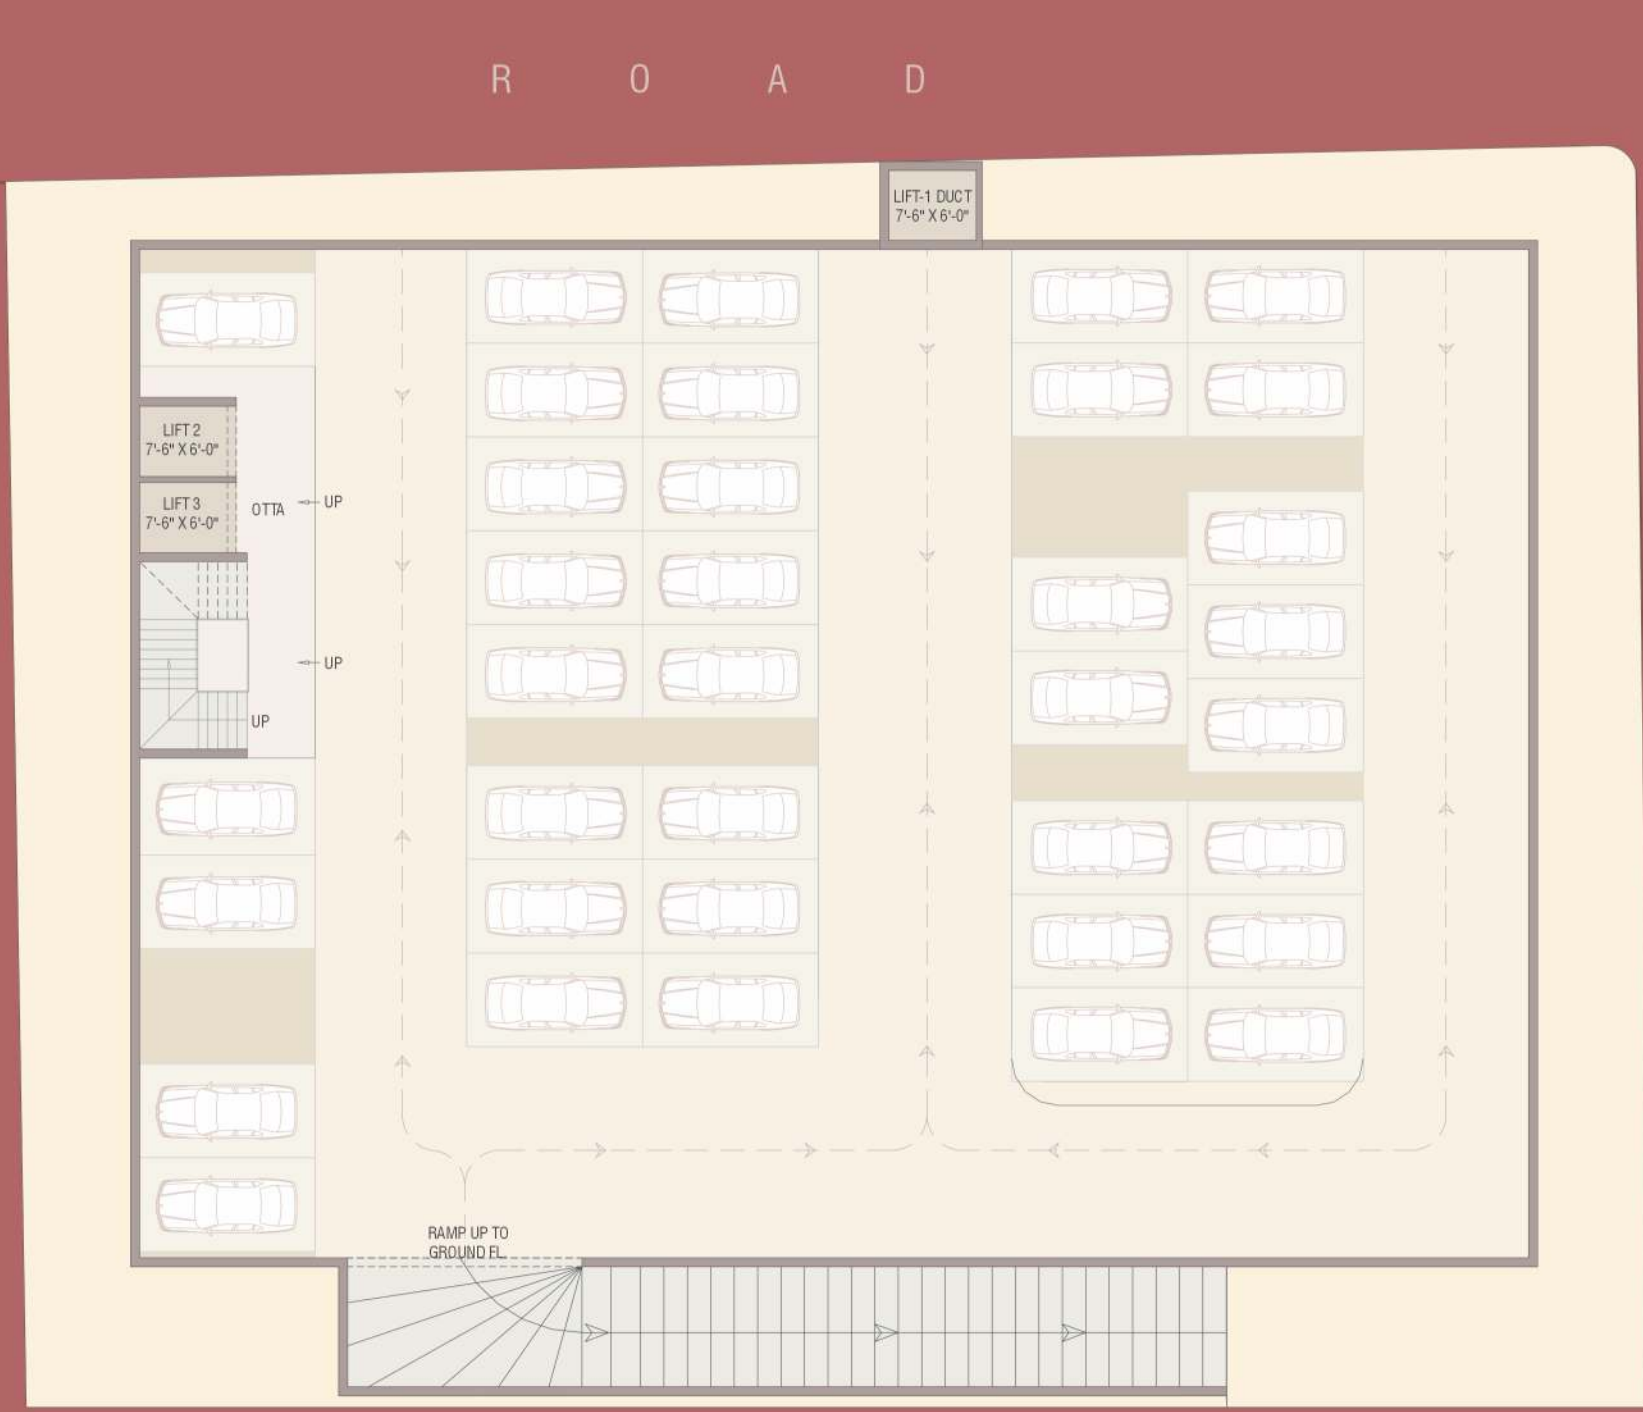 R O A D
LIFT-1 DUCT
7'-6" X 6'-0"
LIFT 2
7'-6" X 6'-0"
LIFT 3
7'-6" X 6'-0"
OTTA
UP
UP
UP
RAMP UP TO
GROUND FL.